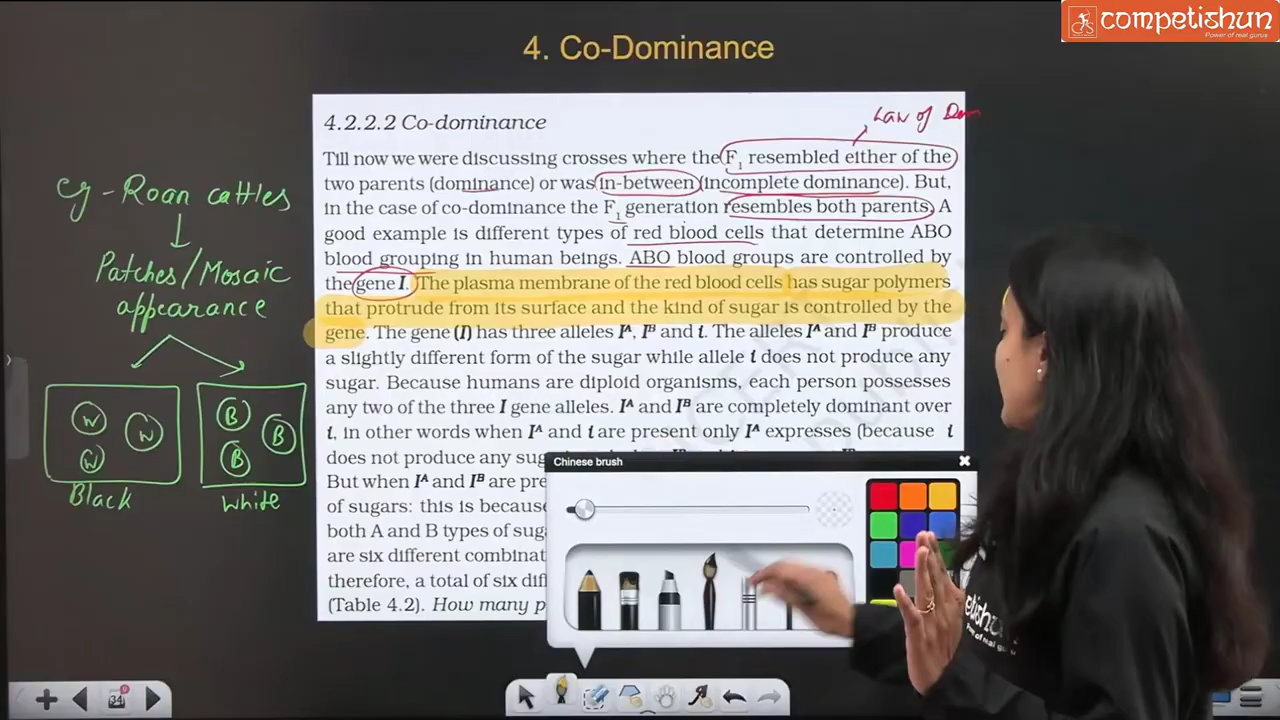 competishun
Power of real gurus
4. Co-Dominance
4.2.2.2 Co-dominance
Law of Dom
Till now we were discussing crosses where the F1 resembled either of the
two parents (dominance) or was in-between (incomplete dominance). But,
in the case of co-dominance the F1 generation resembles both parents. A
good example is different types of red blood cells that determine ABO
blood grouping in human beings. ABO blood groups are controlled by
the gene I. The plasma membrane of the red blood cells has sugar polymers
that protrude from its surface and the kind of sugar is controlled by the
gene. The gene (I) has three alleles Iᴬ, Iᴮ and i. The alleles Iᴬ and Iᴮ produce
a slightly different form of the sugar while allele i does not produce any
sugar. Because humans are diploid organisms, each person possesses
any two of the three I gene alleles. Iᴬ and Iᴮ are completely dominant over
i, in other words when Iᴬ and i are present only Iᴬ expresses (because i
does not produce any sug
But when Iᴬ and Iᴮ are pre
of sugars: this is because
both A and B types of sug
are six different combinat
therefore, a total of six dif
(Table 4.2). How many p
eg - Roan cattles
Patches/Mosaic
appearance
W W W
Black
B B B
White
Chinese brush
34